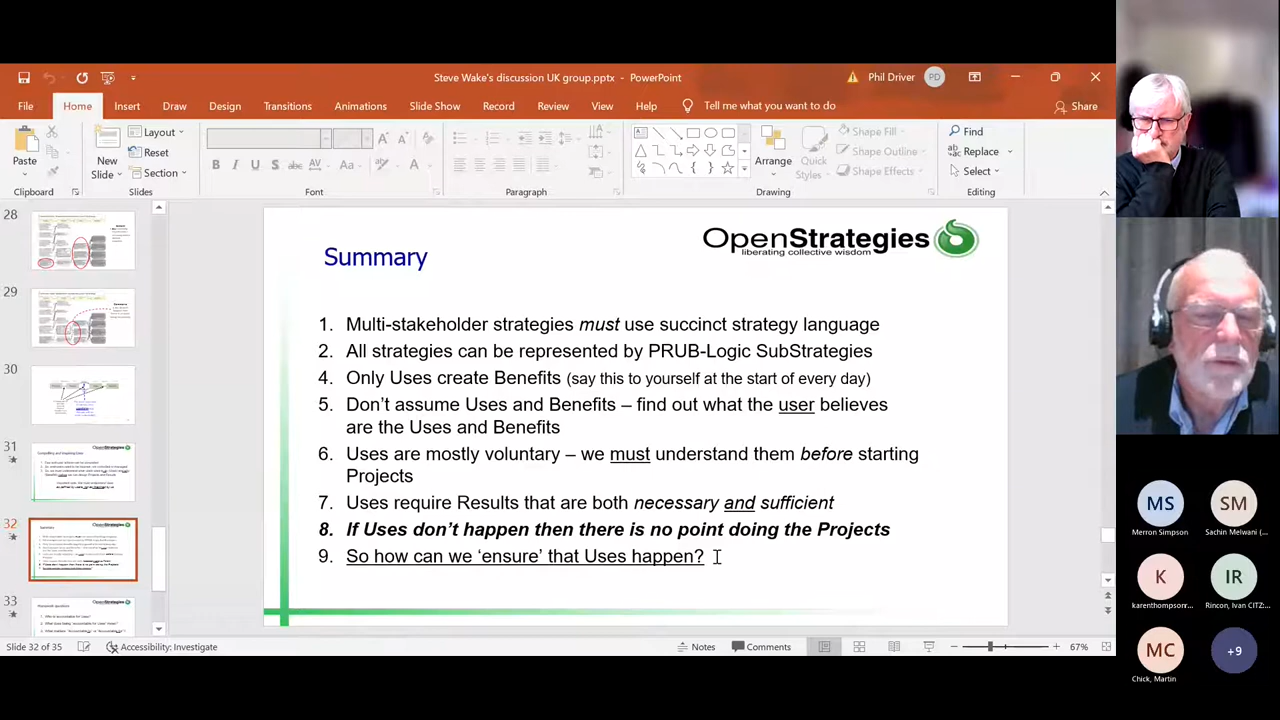 Steve Wake's discussion UK group.pptx - PowerPoint
Phil Driver
PD
File Home Insert Draw Design Transitions Animations Slide Show Record Review View Help Tell me what you want to do
Share
Paste
New
Slide
Layout
Reset
Section
Arrange
Quick
Styles
Shape Fill
Shape Outline
Shape Effects
Find
Replace
Select
Clipboard
Slides
Font
Paragraph
Drawing
Editing
28
29
30
31
32
33
Summary
OpenStrategies
liberating collective wisdom
1. Multi-stakeholder strategies must use succinct strategy language
2. All strategies can be represented by PRUB-Logic SubStrategies
4. Only Uses create Benefits (say this to yourself at the start of every day)
5. Don't assume Uses and Benefits – find out what the user believes
are the Uses and Benefits
6. Uses are mostly voluntary – we must understand them before starting
Projects
7. Uses require Results that are both necessary and sufficient
8. If Uses don't happen then there is no point doing the Projects
9. So how can we 'ensure' that Uses happen?
Slide 32 of 35
Accessibility: Investigate
Notes
Comments
67%
MS
Merron Simpson
SM
Sachin Melwani (...
K
karenthompsonr...
IR
Rincon, Ivan CITZ:...
MC
Chick, Martin
+9